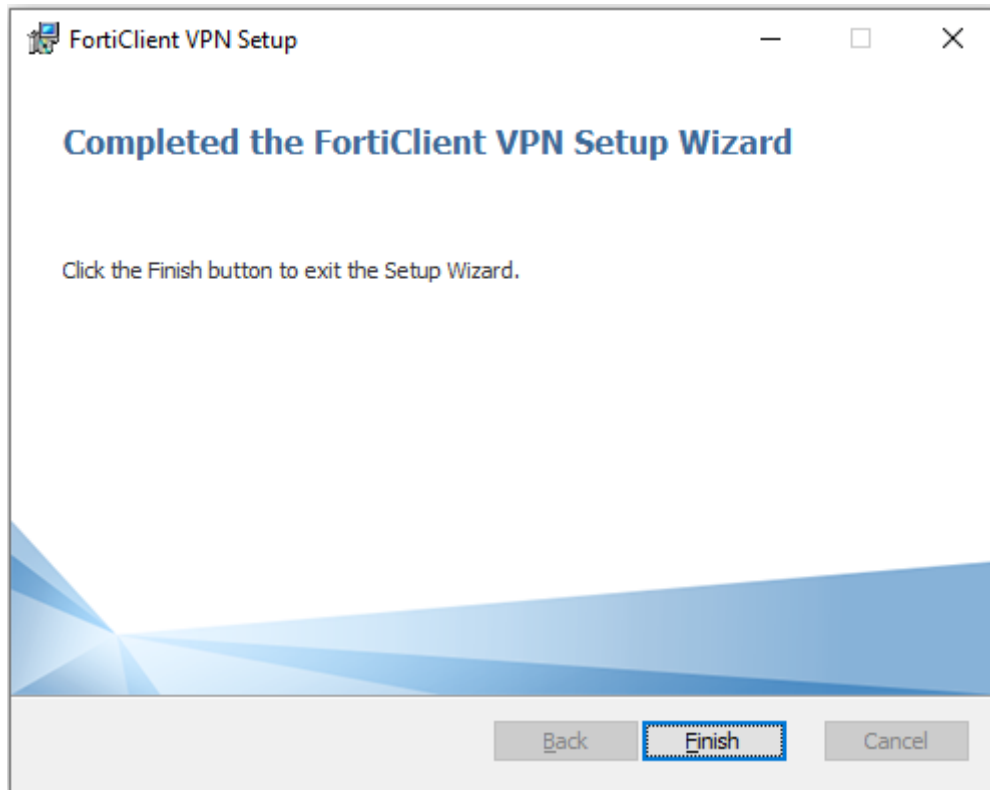 FortiClient VPN Setup
Completed the FortiClient VPN Setup Wizard
Click the Finish button to exit the Setup Wizard.
Back
Finish
Cancel